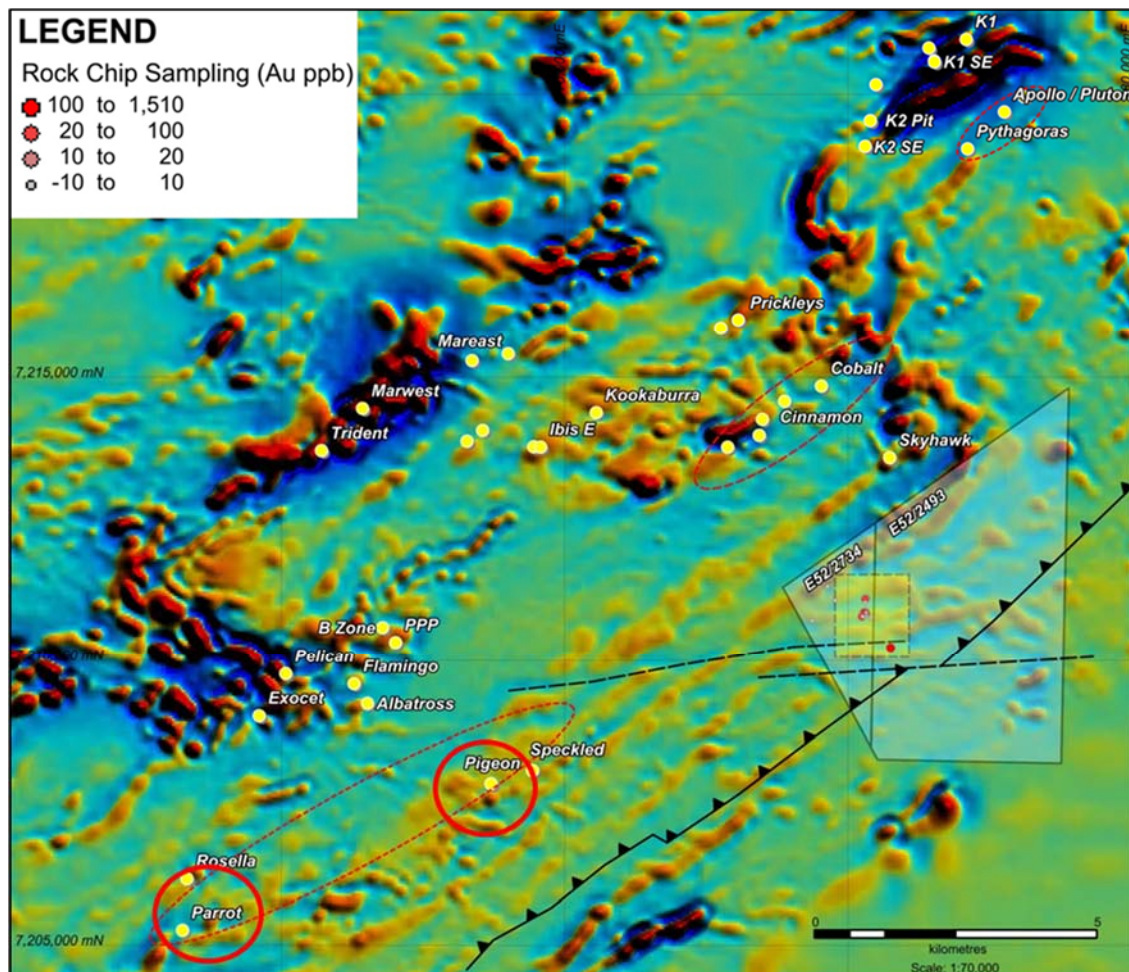 LEGEND
Rock Chip Sampling (Au ppb)
100 to 1,510
20 to 100
10 to 20
-10 to 10
K1
K1 SE
Apollo / Pluton
K2 Pit
Pythagoras
K2 SE
Prickleys
Mareast
7,215,000 mN
Cobalt
Marwest
Kookaburra
Cinnamon
Trident
Ibis E
Skyhawk
E52/2493
E52/2734
B Zone
PPP
Pelican
Flamingo
Exocet
Albatross
Speckled
Pigeon
Rosella
Parrot
0 5
7,205,000 mN
kilometres
Scale: 1:70,000